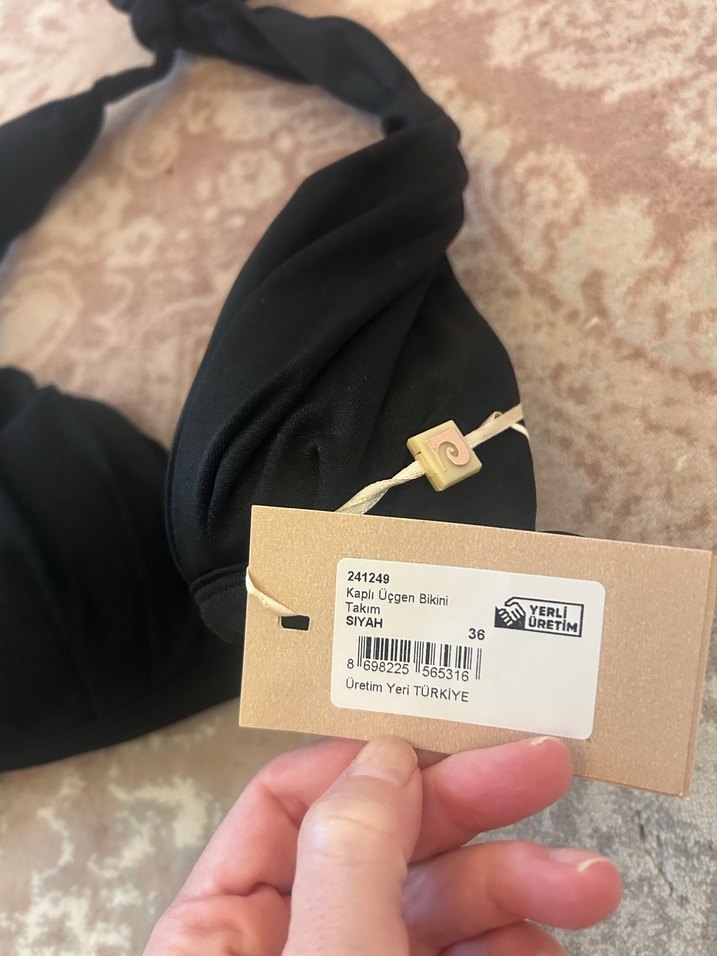 241249
Kaplı Üçgen Bikini
Takım
SIYAH
36
YERLİ
ÜRETİM
8 698225 565316
Üretim Yeri TÜRKİYE